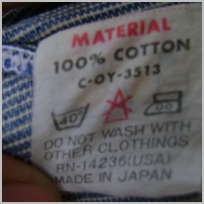 MATERIAL
100% COTTON
C-OY-3513
40
DO NOT WASH WITH
OTHER CLOTHINGS
RN-14236(USA)
MADE IN JAPAN